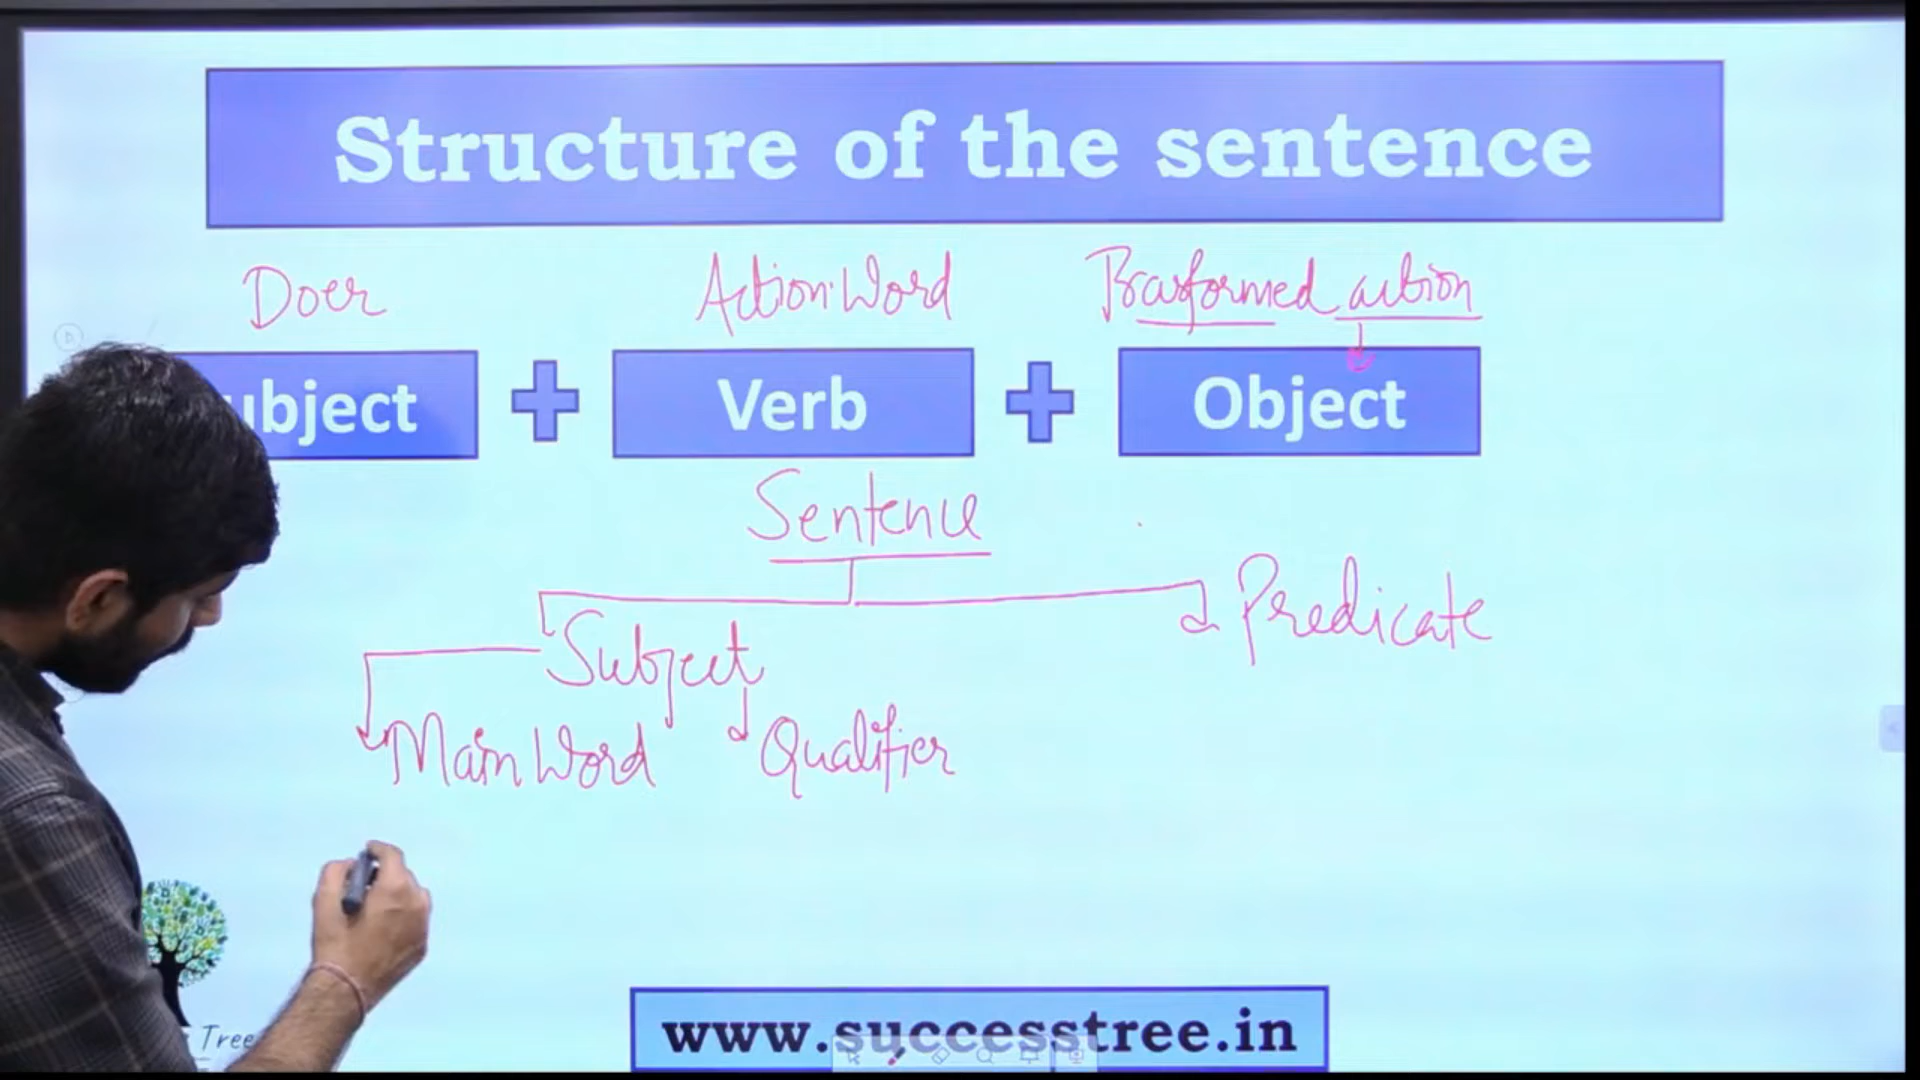 Structure of the sentence
Doer Action Word Trasformed action
ubject + Verb + Object
Sentence
Subject Predicate
Main Word Qualifier
Tree
www.successtree.in